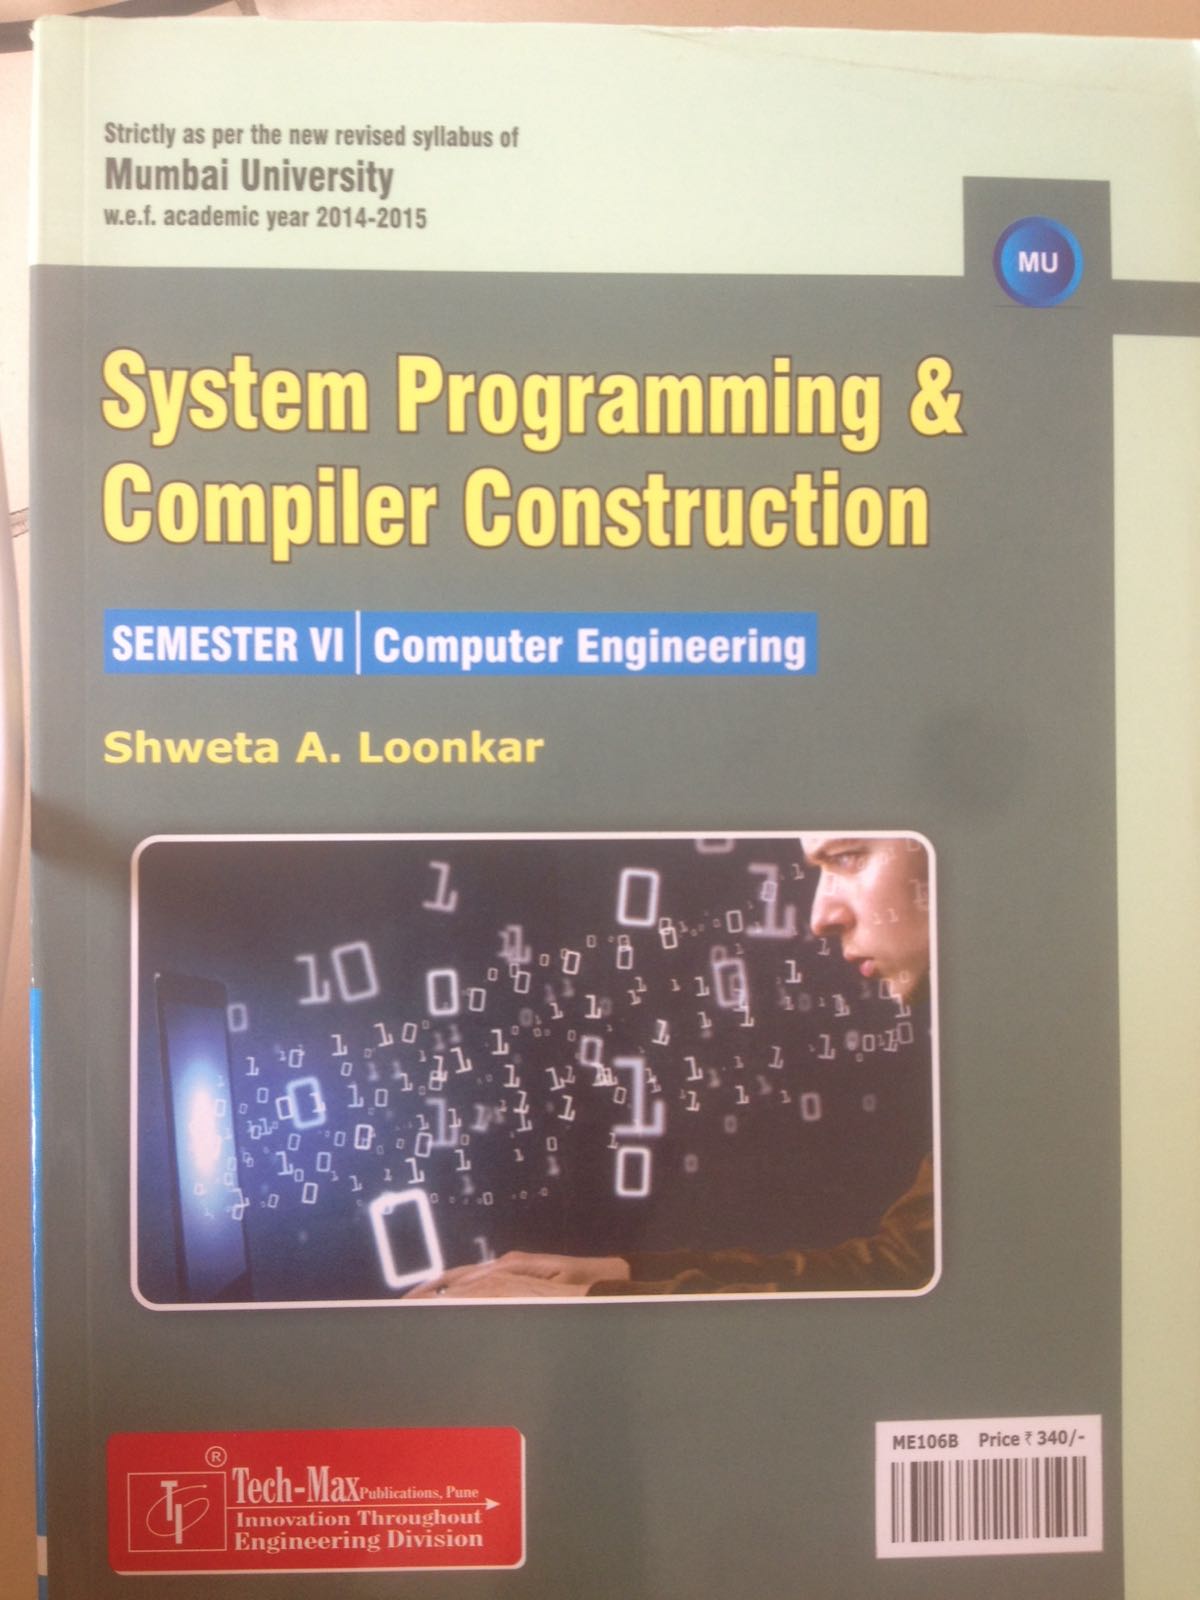 Strictly as per the new revised syllabus of
Mumbai University
w.e.f. academic year 2014-2015
MU
System Programming &
Compiler Construction
SEMESTER VI | Computer Engineering
Shweta A. Loonkar
ME106B Price ₹ 340/-
®
Tech-Max Publications, Pune
Innovation Throughout
Engineering Division